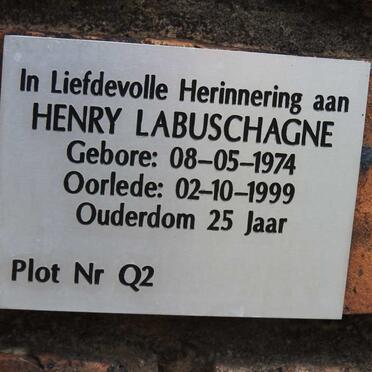 In Liefdevolle Herinnering aan
HENRY LABUSCHAGNE
Gebore: 08-05-1974
Oorlede: 02-10-1999
Ouderdom 25 Jaar
Plot Nr Q2